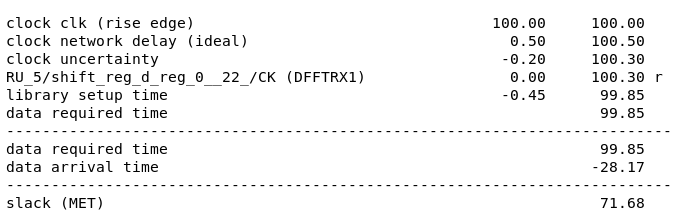 clock clk (rise edge) 100.00 100.00
clock network delay (ideal) 0.50 100.50
clock uncertainty -0.20 100.30
RU_5/shift_reg_d_reg_0__22_/CK (DFFTRX1) 0.00 100.30 r
library setup time -0.45 99.85
data required time 99.85
--------------------------------------------------------------------------
data required time 99.85
data arrival time -28.17
--------------------------------------------------------------------------
slack (MET) 71.68